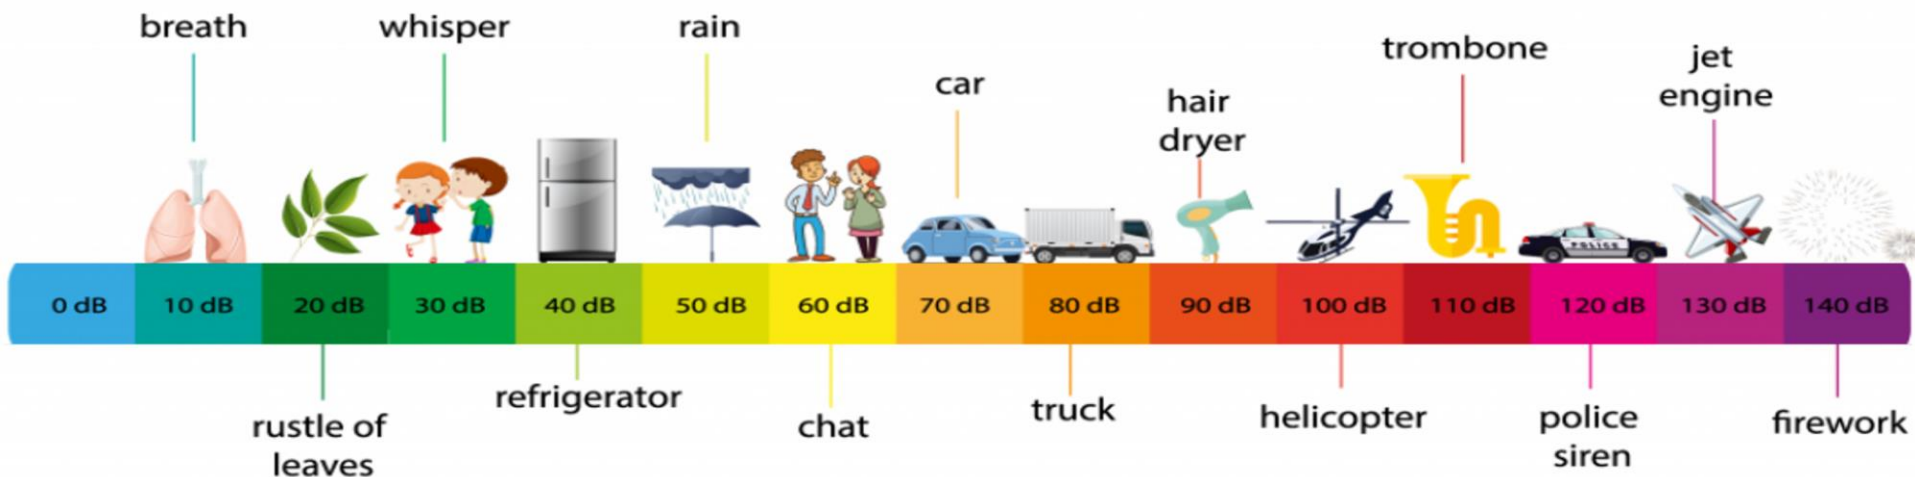 breath
whisper
rain
car
hair
dryer
trombone
jet
engine
POLICE
0 dB
10 dB
20 dB
30 dB
40 dB
50 dB
60 dB
70 dB
80 dB
90 dB
100 dB
110 dB
120 dB
130 dB
140 dB
rustle of
leaves
refrigerator
chat
truck
helicopter
police
siren
firework